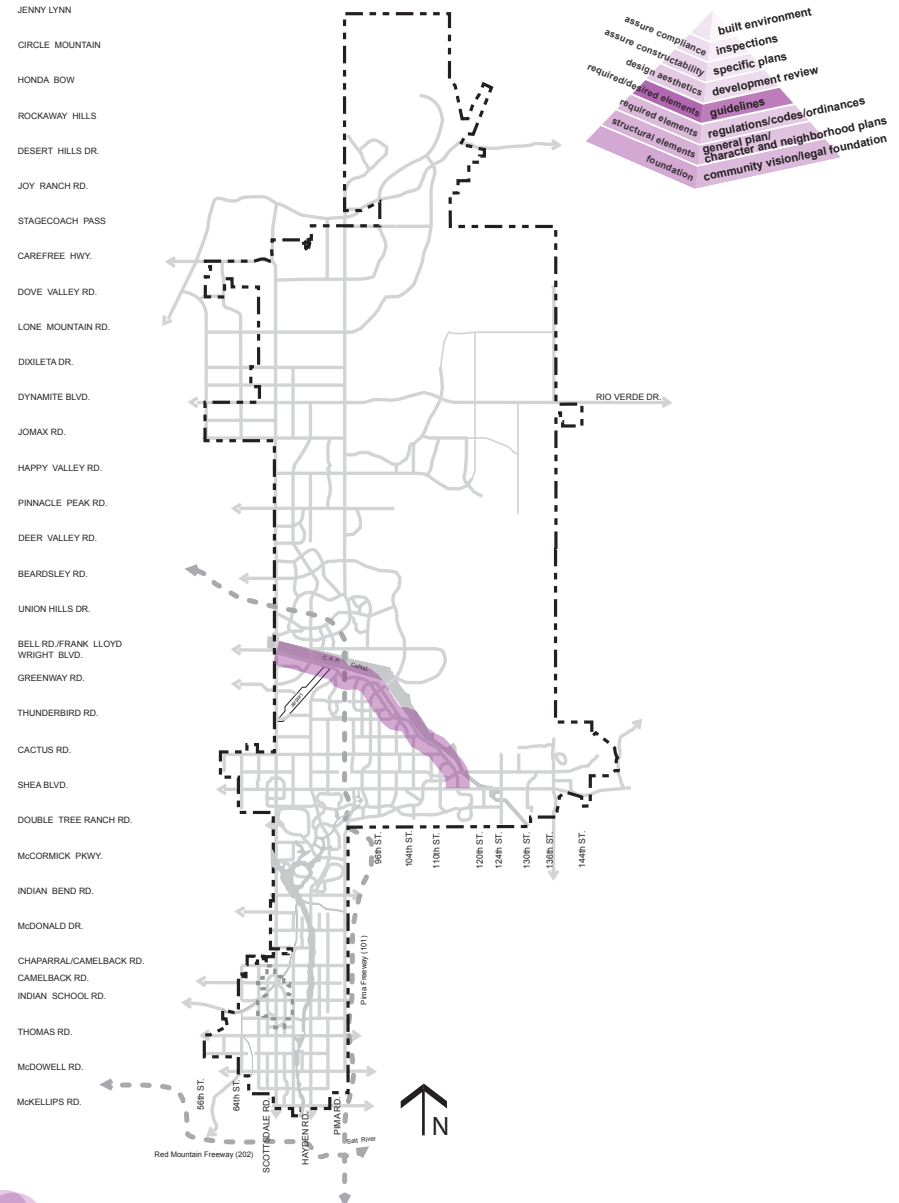 JENNY LYNN
CIRCLE MOUNTAIN
HONDA BOW
ROCKAWAY HILLS
DESERT HILLS DR.
JOY RANCH RD.
STAGECOACH PASS
CAREFREE HWY.
DOVE VALLEY RD.
LONE MOUNTAIN RD.
DIXILETA DR.
DYNAMITE BLVD.
JOMAX RD.
HAPPY VALLEY RD.
PINNACLE PEAK RD.
DEER VALLEY RD.
BEARDSLEY RD.
UNION HILLS DR.
BELL RD./FRANK LLOYD
WRIGHT BLVD.
GREENWAY RD.
THUNDERBIRD RD.
CACTUS RD.
SHEA BLVD.
DOUBLE TREE RANCH RD.
McCORMICK PKWY.
INDIAN BEND RD.
McDONALD DR.
CHAPARRAL/CAMELBACK RD.
CAMELBACK RD.
INDIAN SCHOOL RD.
THOMAS RD.
McDOWELL RD.
McKELLIPS RD.
assure compliance
assure constructability
design aesthetics
required/desired elements
required elements
structural elements
foundation
built environment
inspections
specific plans
development review
guidelines
regulations/codes/ordinances
general plan/
character and neighborhood plans
community vision/legal foundation
RIO VERDE DR.
C.A.P. Canal
airport
96th ST.
104th ST.
110th ST.
120th ST.
124th ST.
130th ST.
136th ST.
144th ST.
Pima Freeway (101)
56th ST.
64th ST.
SCOTTSDALE RD.
HAYDEN RD.
PIMA RD.
N
Salt River
Red Mountain Freeway (202)